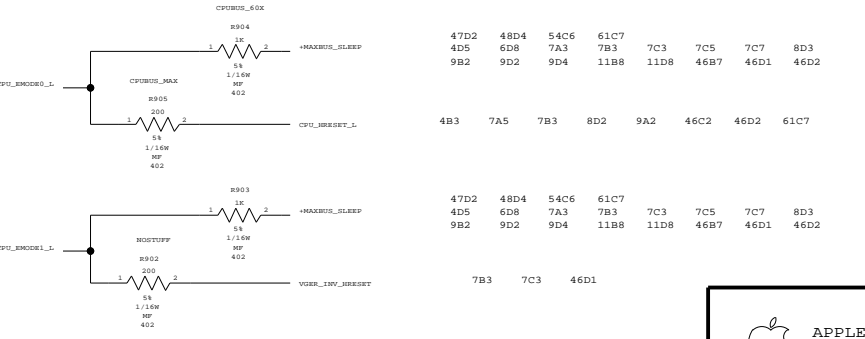 CPUBUS_60X
R904
1K
1 2 +MAXBUS_SLEEP
5%
1/16W
MF
402
47D2 48D4 54C6 61C7
4D5 6D8 7A3 7B3 7C3 7C5 7C7 8D3
9B2 9D2 9D4 11B8 11D8 46B7 46D1 46D2
CPU_EMODE0_L
CPUBUS_MAX
R905
200
1 2 CPU_HRESET_L
5%
1/16W
MF
402
4B3 7A5 7B3 8D2 9A2 46C2 46D2 61C7
R903
1K
1 2 +MAXBUS_SLEEP
5%
1/16W
MF
402
47D2 48D4 54C6 61C7
4D5 6D8 7A3 7B3 7C3 7C5 7C7 8D3
9B2 9D2 9D4 11B8 11D8 46B7 46D1 46D2
CPU_EMODE1_L
NOSTUFF
R902
200
1 2 VGER_INV_HRESET
5%
1/16W
MF
402
7B3 7C3 46D1
APPLE